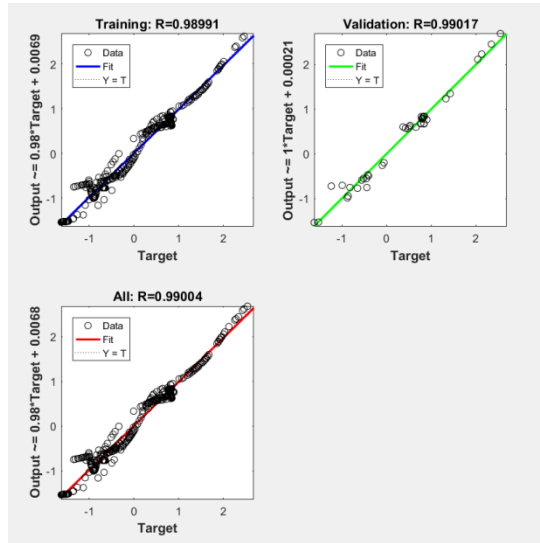 Training: R=0.98991
Output ~= 0.98*Target + 0.0069
Data
Fit
Y = T
2
1
0
-1
-1 0 1 2
Target
Validation: R=0.99017
Output ~= 1*Target + 0.00021
Data
Fit
Y = T
2
1
0
-1
-1 0 1 2
Target
All: R=0.99004
Output ~= 0.98*Target + 0.0068
Data
Fit
Y = T
2
1
0
-1
-1 0 1 2
Target